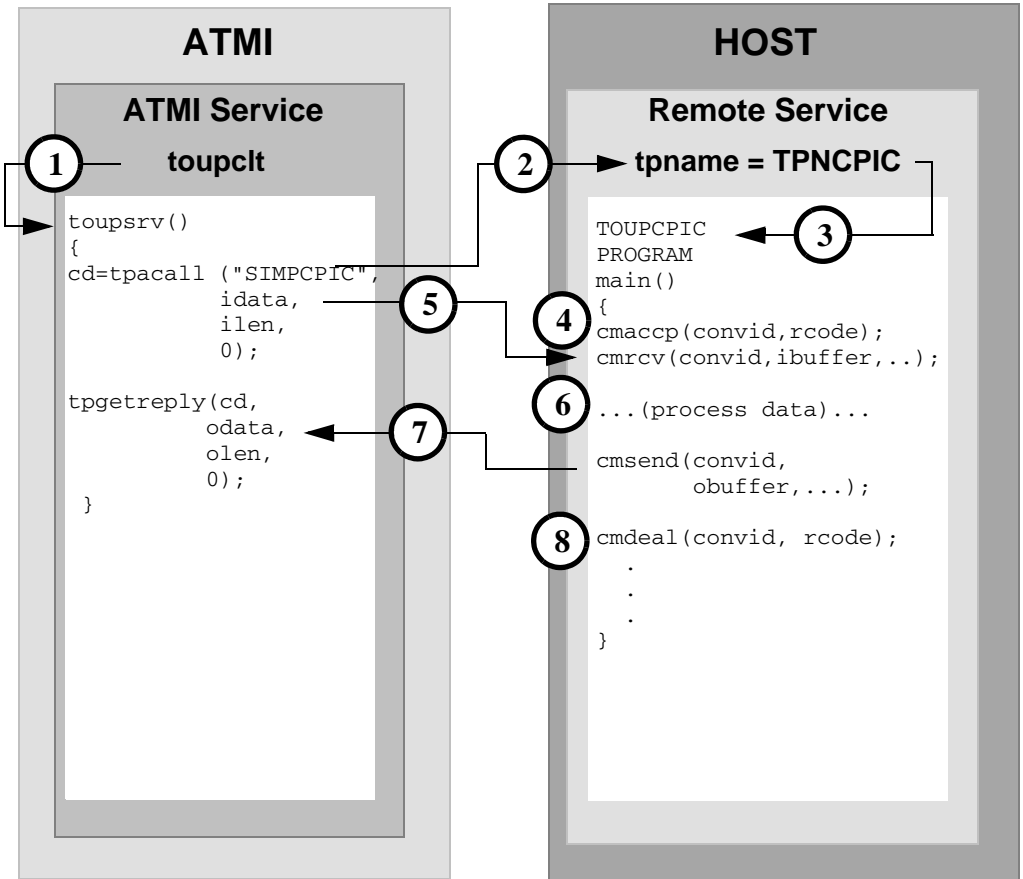 ATMI
ATMI Service
1
toupclt
toupsrv()
{
cd=tpacall ("SIMPCPIC",
idata,
ilen,
0);
tpgetreply(cd,
odata,
olen,
0);
}
2
5
7
HOST
Remote Service
tpname = TPNCPIC
3
TOUPCPIC
PROGRAM
main()
{
4
cmaccp(convid,rcode);
cmrcv(convid,ibuffer,..);
6
...(process data)...
cmsend(convid,
obuffer,...);
8
cmdeal(convid, rcode);
.
.
.
}